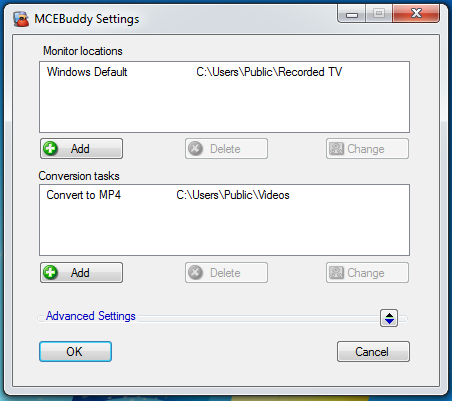 MCEBuddy Settings
Monitor locations
Windows Default C:\Users\Public\Recorded TV
Add Delete Change
Conversion tasks
Convert to MP4 C:\Users\Public\Videos
Add Delete Change
Advanced Settings
OK Cancel